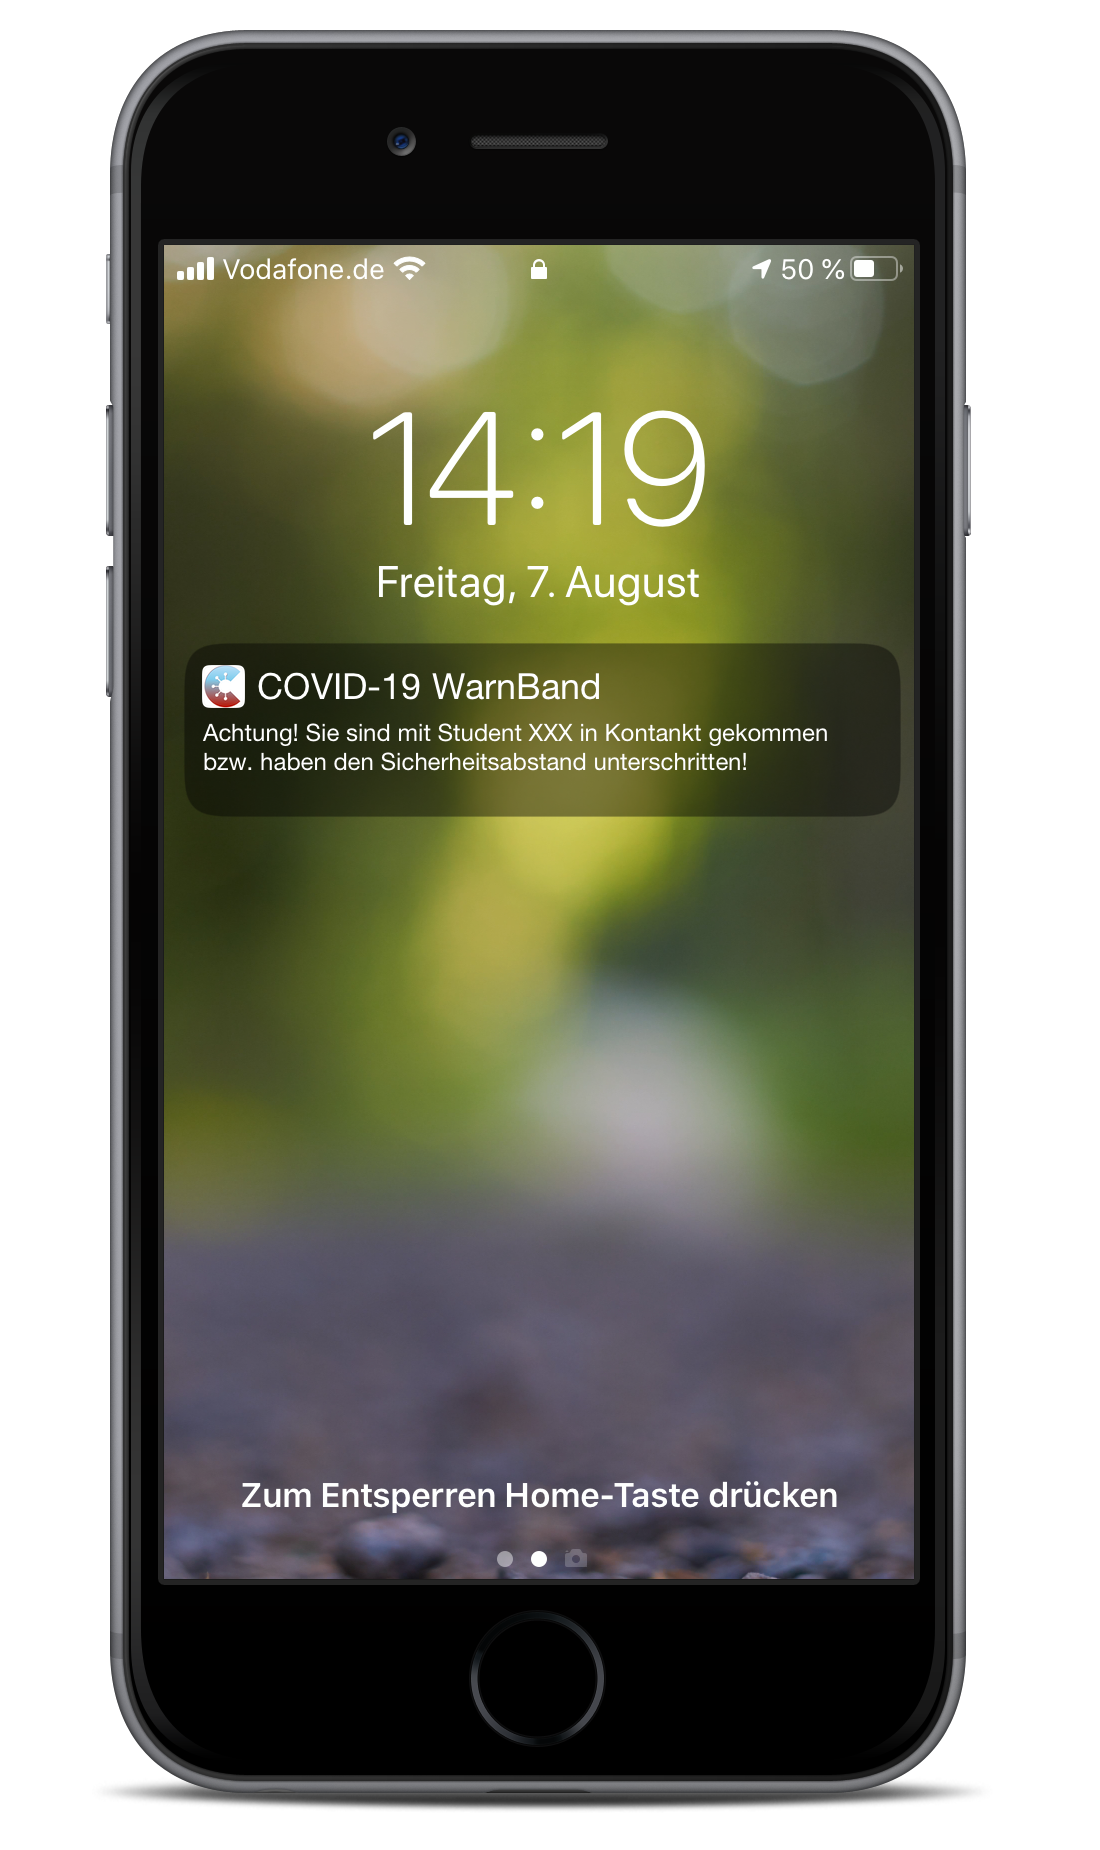 Vodafone.de 50 %
14:19
Freitag, 7. August
COVID-19 WarnBand
Achtung! Sie sind mit Student XXX in Kontankt gekommen
bzw. haben den Sicherheitsabstand unterschritten!
Zum Entsperren Home-Taste drücken